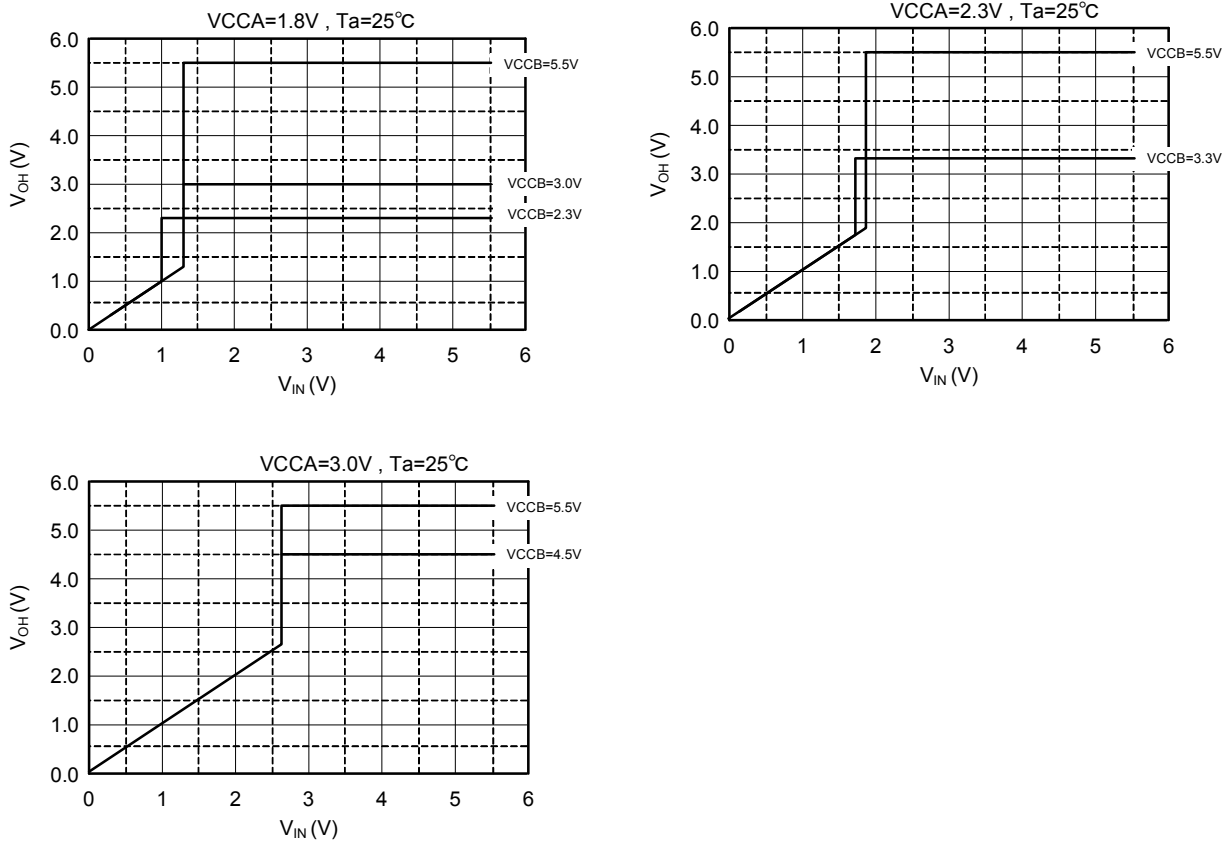 VCCA=1.8V , Ta=25℃
6.0
5.0
4.0
3.0
2.0
1.0
0.0
VOH (V)
VCCB=5.5V
VCCB=3.0V
VCCB=2.3V
0 1 2 3 4 5 6
VIN (V)
VCCA=2.3V , Ta=25℃
6.0
5.0
4.0
3.0
2.0
1.0
0.0
VOH (V)
VCCB=5.5V
VCCB=3.3V
0 1 2 3 4 5 6
VIN (V)
VCCA=3.0V , Ta=25℃
6.0
5.0
4.0
3.0
2.0
1.0
0.0
VOH (V)
VCCB=5.5V
VCCB=4.5V
0 1 2 3 4 5 6
VIN (V)